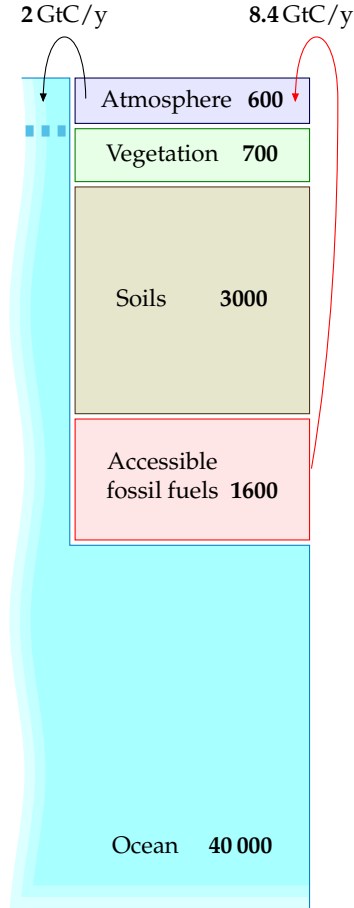 2 GtC/y 8.4 GtC/y
Atmosphere 600
Vegetation 700
Soils 3000
Accessible
fossil fuels 1600
Ocean 40 000